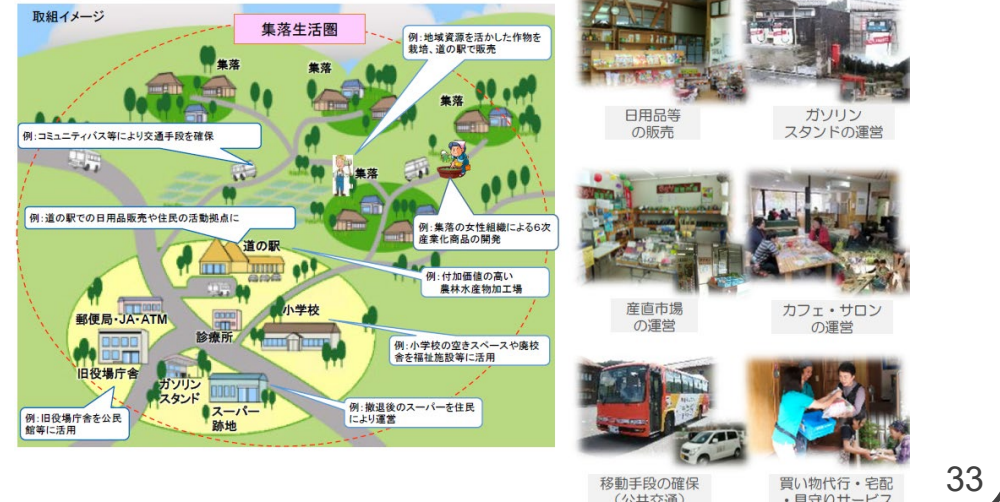 取組イメージ
集落生活圏
例：地域資源を活かした作物を
栽培、道の駅で販売
集落
集落
集落
例：コミュニティバス等により交通手段を確保
集落
例：道の駅での日用品販売や住民の活動拠点に
例：集落の女性組織による6次
産業化商品の開発
道の駅
例：付加価値の高い
農林水産物加工場
郵便局・JA・ATM
小学校
診療所
例：小学校の空きスペースや廃校
舎を福祉施設等に活用
旧役場庁舎
ガソリン
スタンド
スーパー
跡地
例：旧役場庁舎を公民
館等に活用
例：撤退後のスーパーを住民
により運営
日用品等
の販売
ガソリン
スタンドの運営
産直市場
の運営
カフェ・サロン
の運営
移動手段の確保
（公共交通）
買い物代行・宅配
・見守りサービス
33